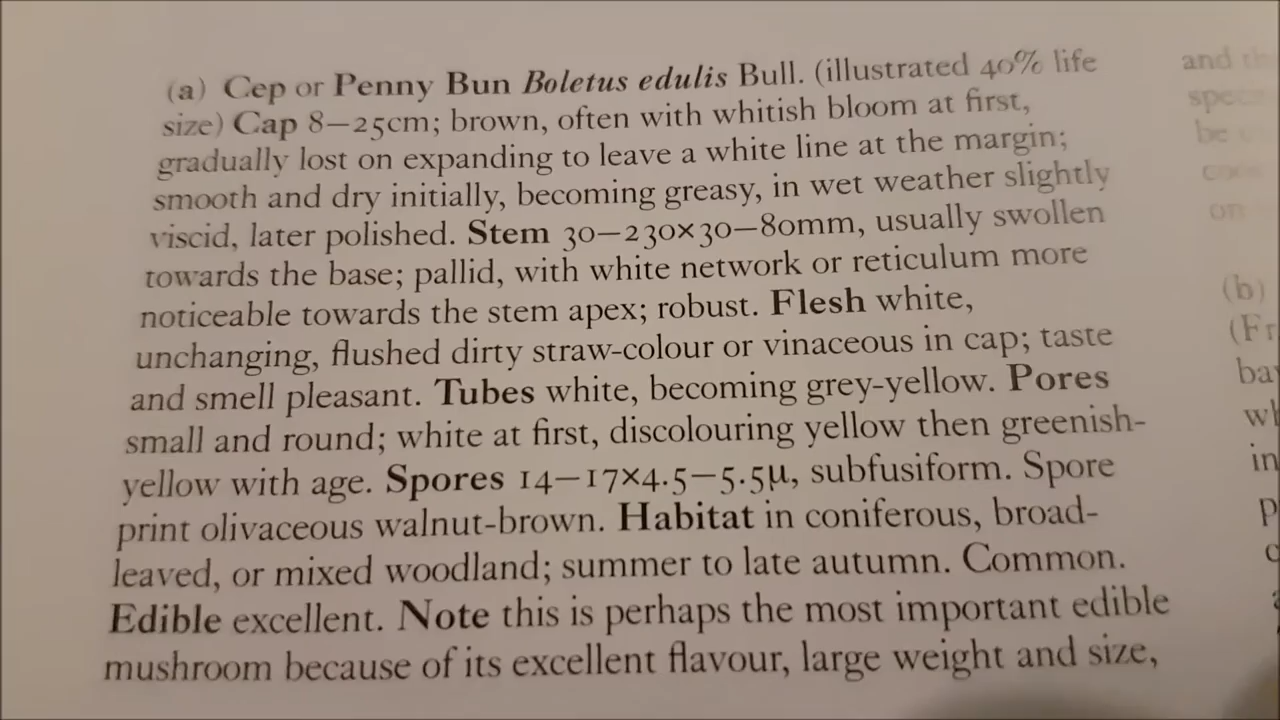 (a) Cep or Penny Bun Boletus edulis Bull. (illustrated 40% life
size) Cap 8–25cm; brown, often with whitish bloom at first,
gradually lost on expanding to leave a white line at the margin;
smooth and dry initially, becoming greasy, in wet weather slightly
viscid, later polished. Stem 30–230×30–80mm, usually swollen
towards the base; pallid, with white network or reticulum more
noticeable towards the stem apex; robust. Flesh white,
unchanging, flushed dirty straw-colour or vinaceous in cap; taste
and smell pleasant. Tubes white, becoming grey-yellow. Pores
small and round; white at first, discolouring yellow then greenish-
yellow with age. Spores 14–17×4.5–5.5μ, subfusiform. Spore
print olivaceous walnut-brown. Habitat in coniferous, broad-
leaved, or mixed woodland; summer to late autumn. Common.
Edible excellent. Note this is perhaps the most important edible
mushroom because of its excellent flavour, large weight and size,
and
be
on
(b)